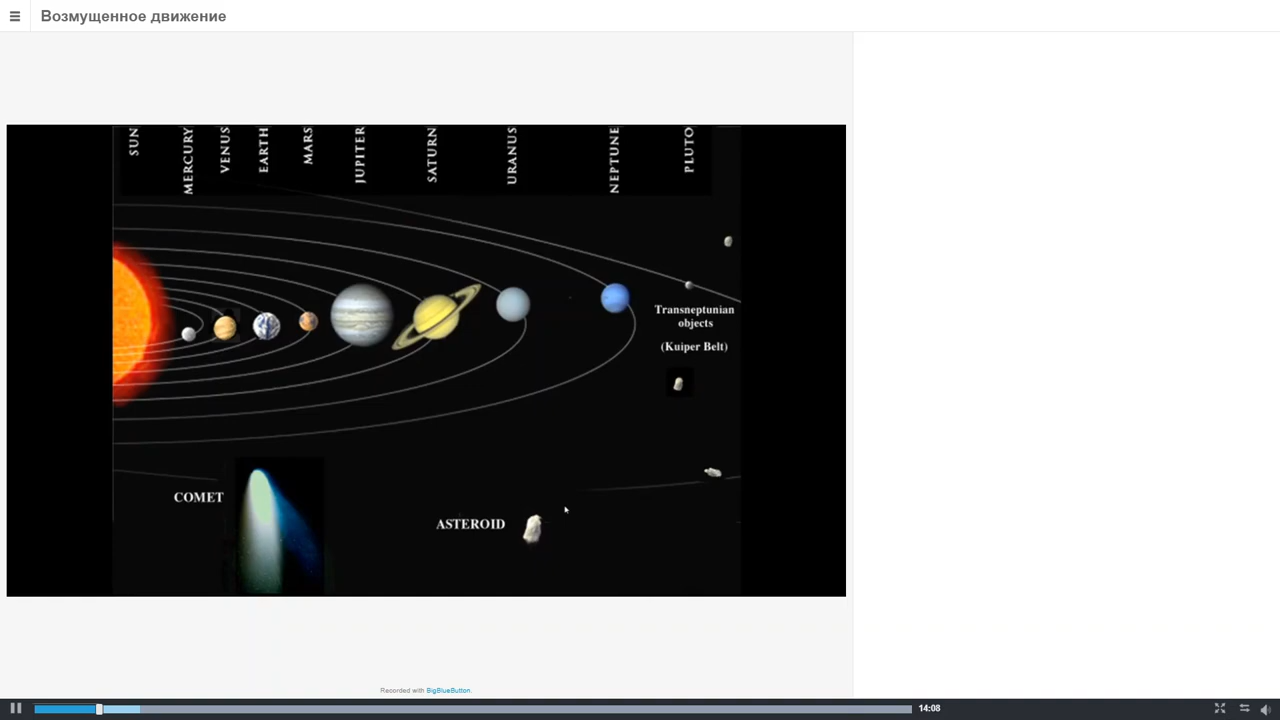 Возмущенное движение
SUN
MERCURY
VENUS
EARTH
MARS
JUPITER
SATURN
URANUS
NEPTUNE
PLUTO
Transneptunian
objects
(Kuiper Belt)
COMET
ASTEROID
Recorded with BigBlueButton.
14:08